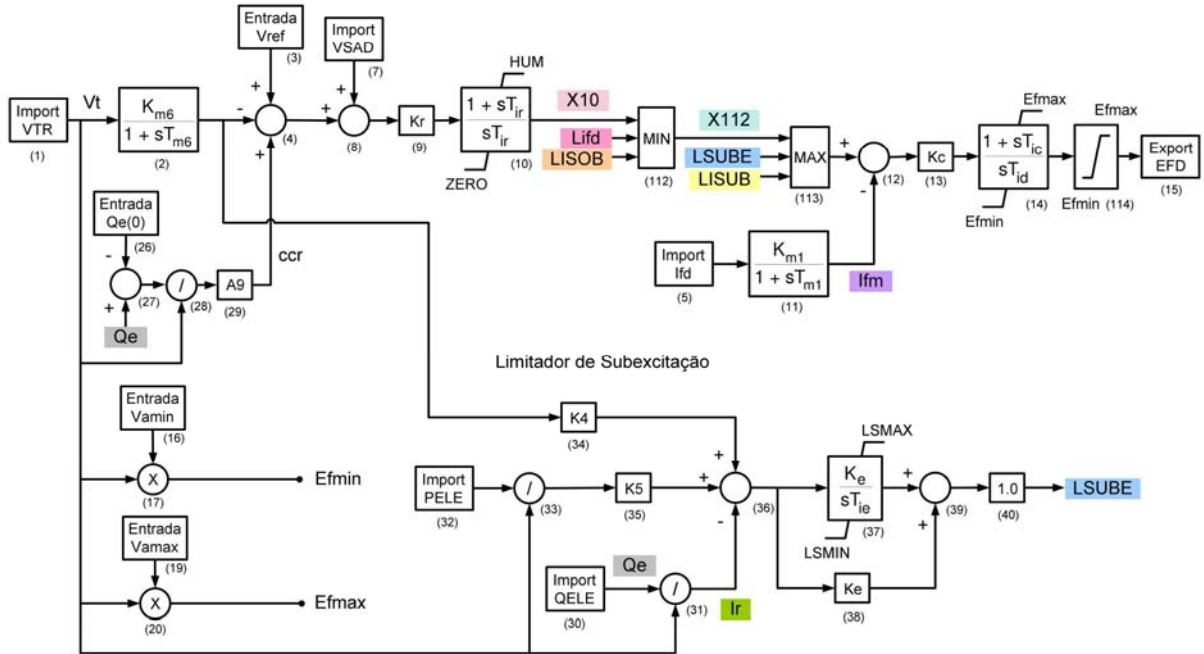 Entrada
Vref
(3)
Import
VSAD
(7)
HUM
Import
VTR
(1)
Vt
Km6
1 + sTm6
(2)
+
-
+
(4)
+
+
(8)
Kr
(9)
1 + sTir
sTir
(10)
ZERO
X10
Lifd
LISOB
MIN
(112)
X112
LSUBE
LISUB
MAX
(113)
+
-
(12)
Kc
(13)
Efmax
1 + sTic
sTid
(14)
Efmin
Efmax
Efmin
(114)
Export
EFD
(15)
Entrada
Qe(0)
(26)
-
+
(27)
/
(28)
A9
(29)
ccr
Qe
Import
Ifd
(5)
Km1
1 + sTm1
(11)
Ifm
Limitador de Subexcitação
Entrada
Vamin
(16)
X
(17)
Efmin
Entrada
Vamax
(19)
X
(20)
Efmax
K4
(34)
Import
PELE
(32)
/
(33)
K5
(35)
+
+
-
(36)
LSMAX
Ke
sTie
(37)
LSMIN
+
+
(39)
1.0
(40)
LSUBE
Import
QELE
(30)
Qe
/
(31)
Ir
Ke
(38)